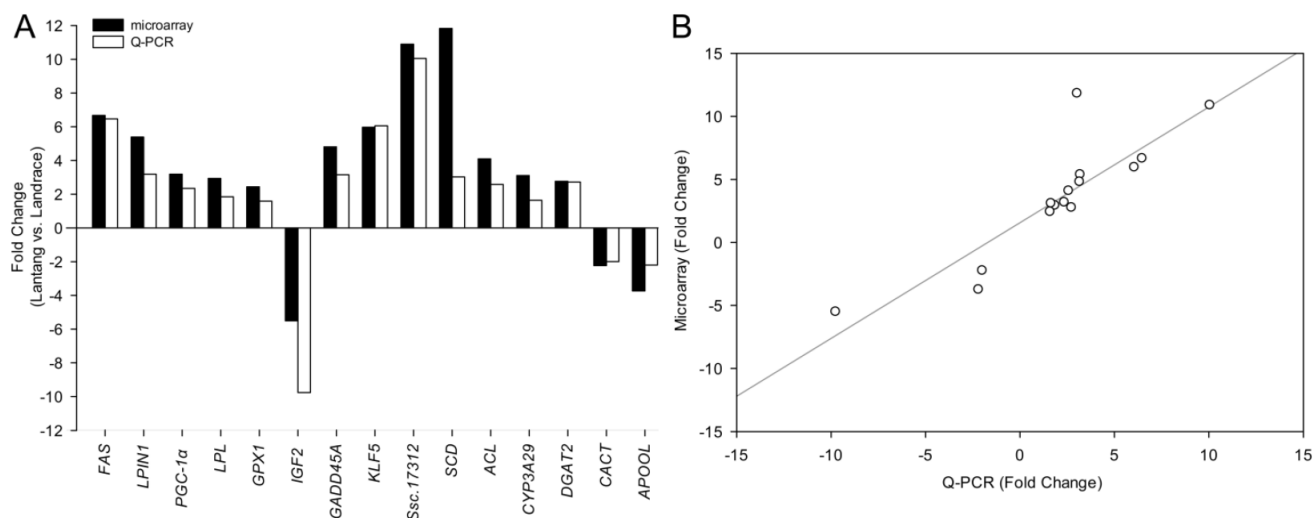 A
microarray
Q-PCR
Fold Change
(Lantang vs. Landrace)
12
10
8
6
4
2
0
-2
-4
-6
-8
-10
-12
FAS
LPIN1
PGC-1α
LPL
GPX1
IGF2
GADD45A
KLF5
Ssc.17312
SCD
ACL
CYP3A29
DGAT2
CACT
APOOL
B
Microarray (Fold Change)
15
10
5
0
-5
-10
-15
-15
-10
-5
0
5
10
15
Q-PCR (Fold Change)